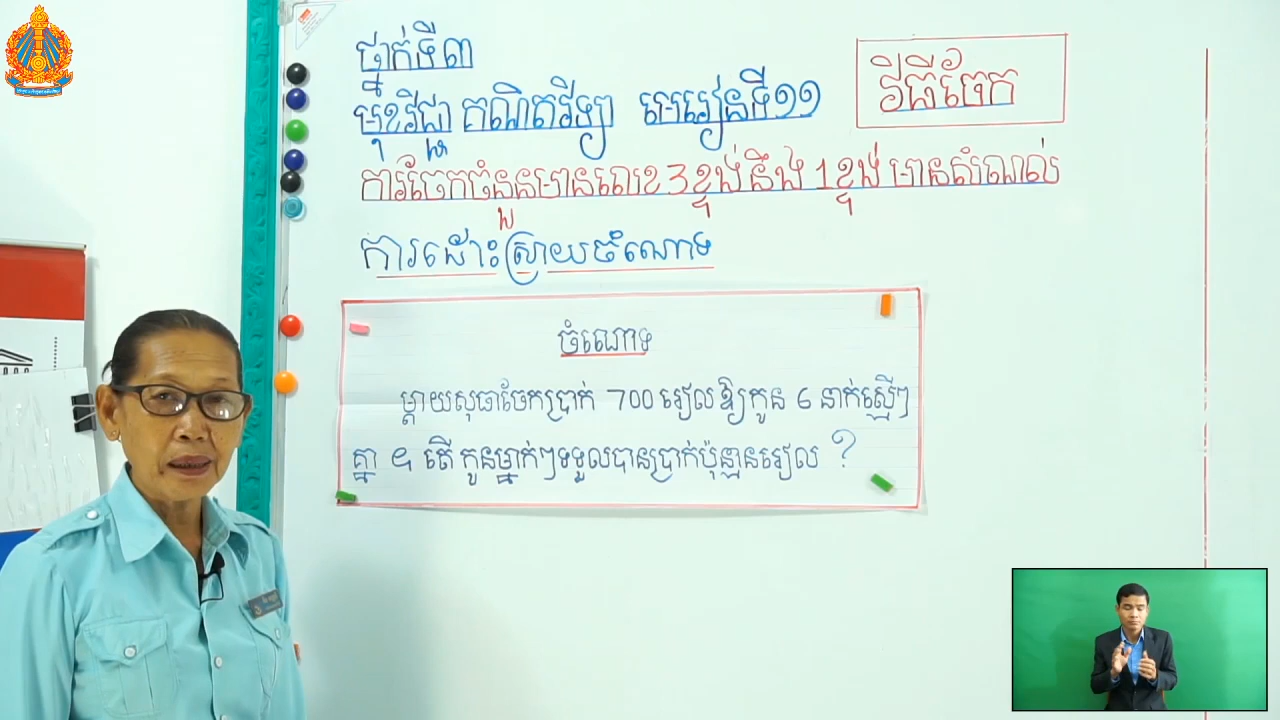 ថ្នាក់ទី៣
មុខវិជ្ជា គណិតវិទ្យា មេរៀនទី១១
វិធីចែក
ការចែកចំនួនមានលេខ 3 ខ្ទង់ នឹង 1 ខ្ទង់ មានសំណល់
ការដោះស្រាយចំណោទ
ចំណោទ
ម្តាយសុធាចែកប្រាក់ 700 រៀលឱ្យកូន 6 នាក់ស្មើៗ
គ្នា ។ តើ កូនម្នាក់ៗទទួលបានប្រាក់ប៉ុន្មានរៀល ?